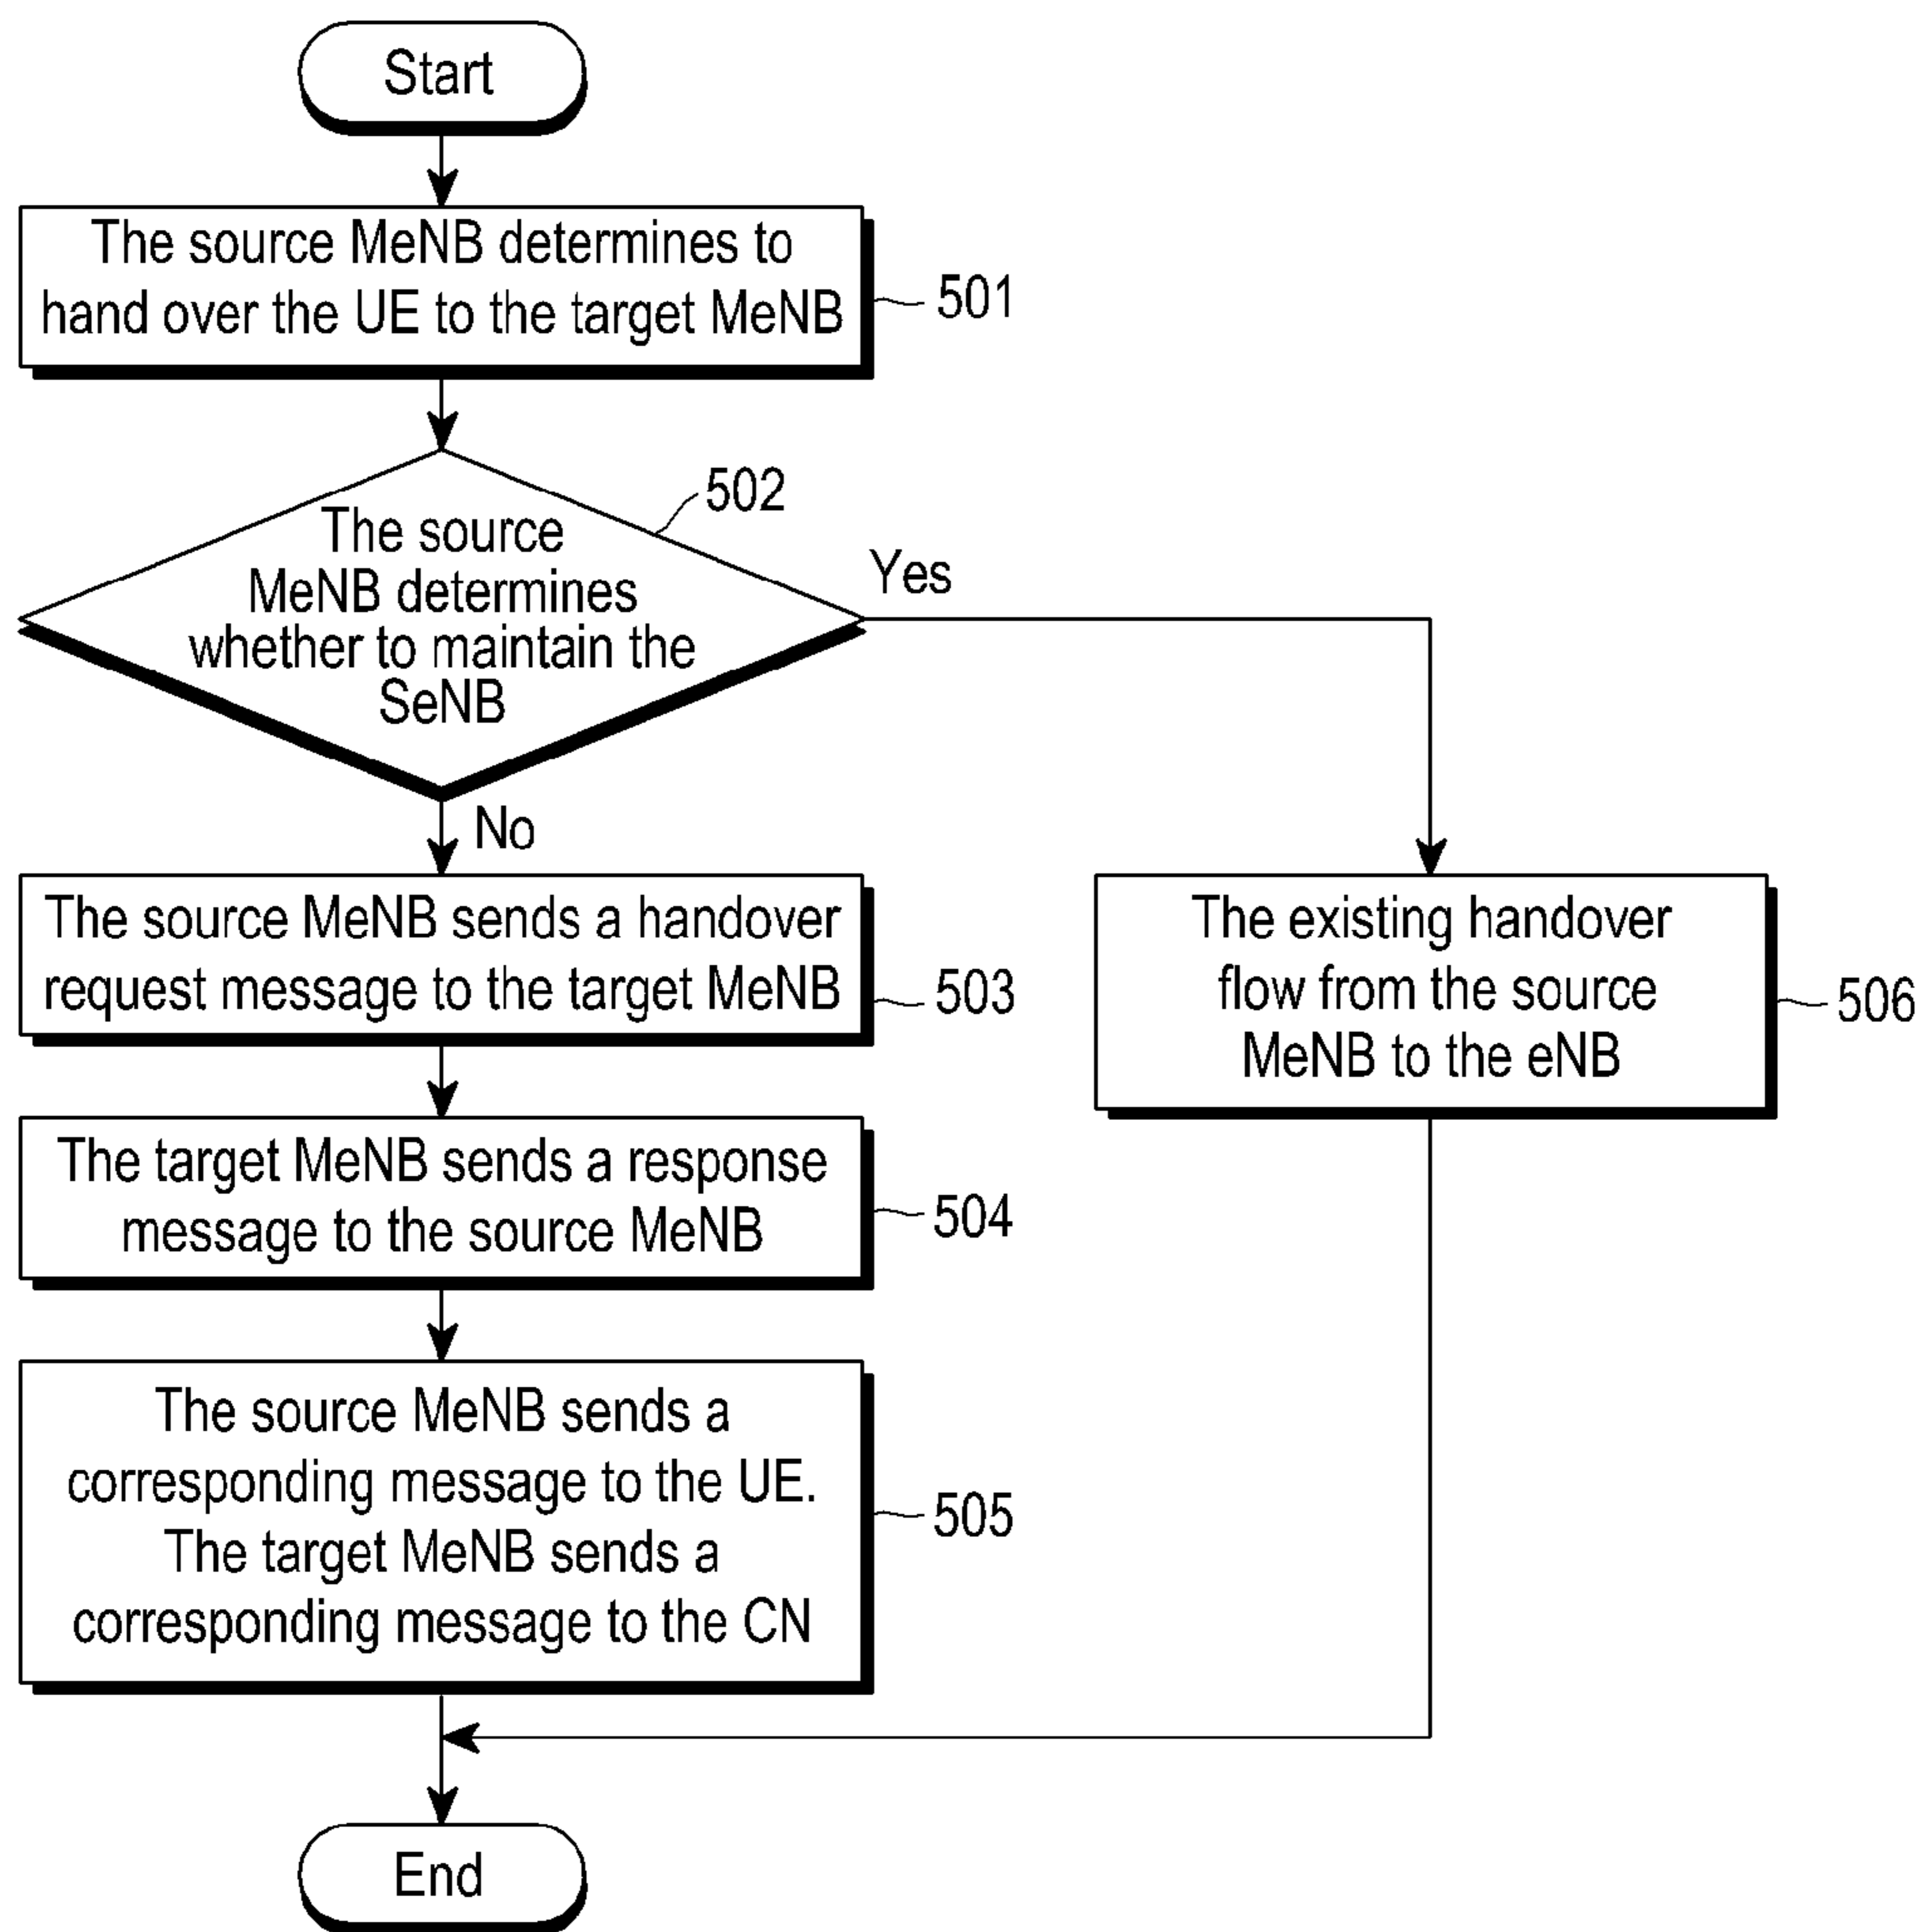 Start
The source MeNB determines to
hand over the UE to the target MeNB
501
502
The source
MeNB determines
whether to maintain the
SeNB
Yes
No
The source MeNB sends a handover
request message to the target MeNB
503
The existing handover
flow from the source
MeNB to the eNB
506
The target MeNB sends a response
message to the source MeNB
504
The source MeNB sends a
corresponding message to the UE.
The target MeNB sends a
corresponding message to the CN
505
End